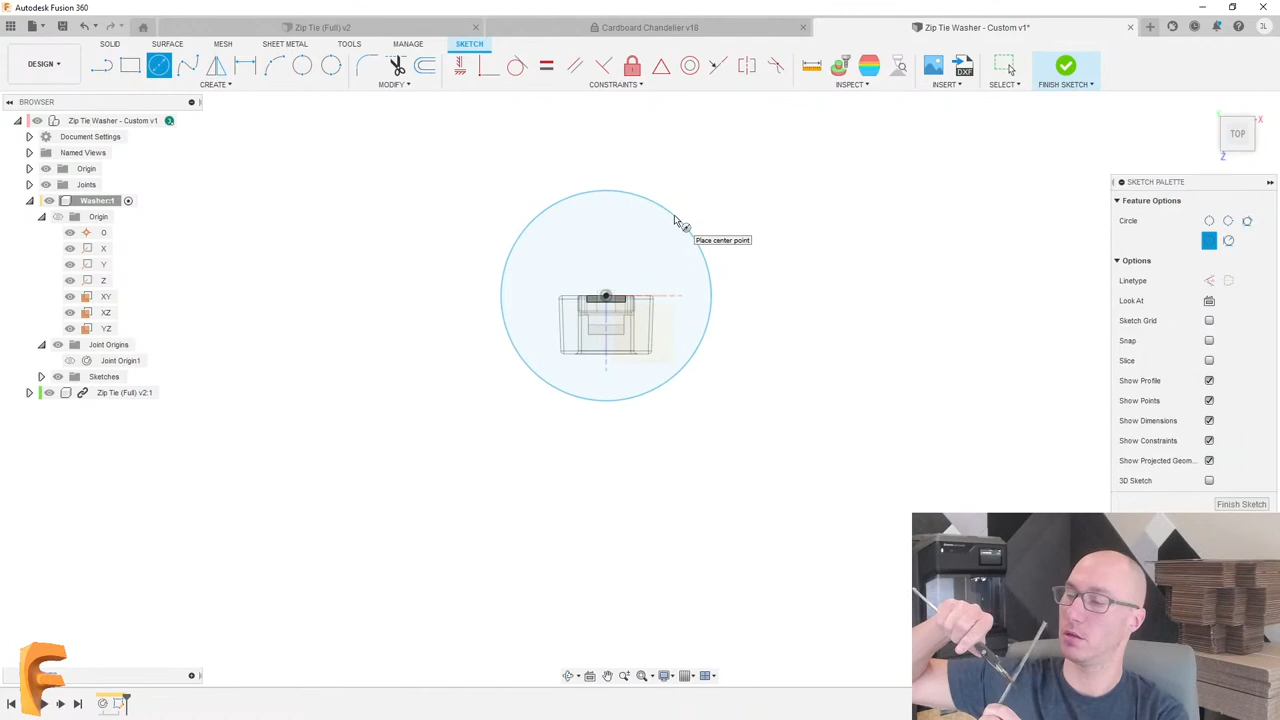 Autodesk Fusion 360
Zip Tie (Full) v2
Cardboard Chandelier v18
Zip Tie Washer - Custom v1*
JL
DESIGN
SOLID
SURFACE
MESH
SHEET METAL
TOOLS
MANAGE
SKETCH
CREATE
MODIFY
CONSTRAINTS
INSPECT
INSERT
SELECT
FINISH SKETCH
DXF
BROWSER
Zip Tie Washer - Custom v1
Document Settings
Named Views
Origin
Joints
Washer:1
Origin
O
X
Y
Z
XY
XZ
YZ
Joint Origins
Joint Origin1
Sketches
Zip Tie (Full) v2:1
Place center point
TOP
X
Z
SKETCH PALETTE
Feature Options
Circle
Options
Linetype
Look At
Sketch Grid
Snap
Slice
Show Profile
Show Points
Show Dimensions
Show Constraints
Show Projected Geom...
3D Sketch
Finish Sketch